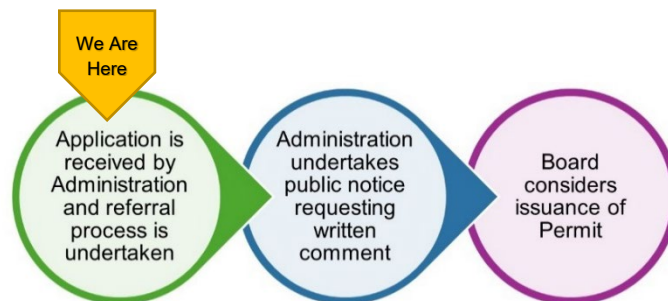 We Are
Here
Application is
received by
Administration
and referral
process is
undertaken
Administration
undertakes
public notice
requesting
written
comment
Board
considers
issuance of
Permit